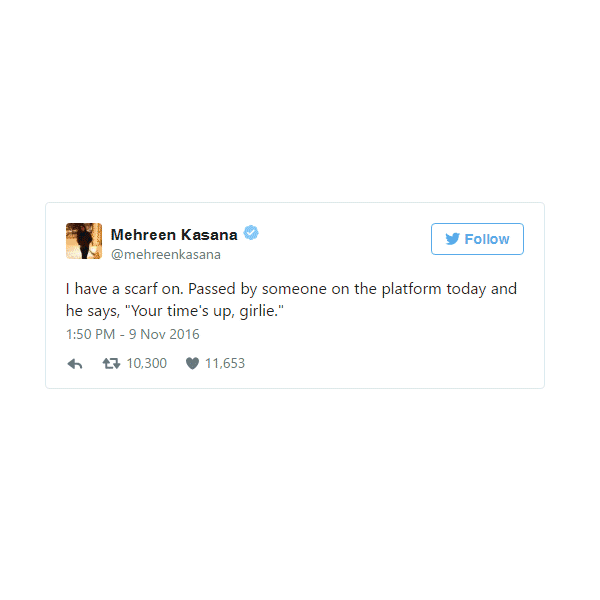 Mehreen Kasana
Follow
@mehreenkasana
I have a scarf on. Passed by someone on the platform today and
he says, "Your time's up, girlie."
1:50 PM - 9 Nov 2016
10,300 11,653